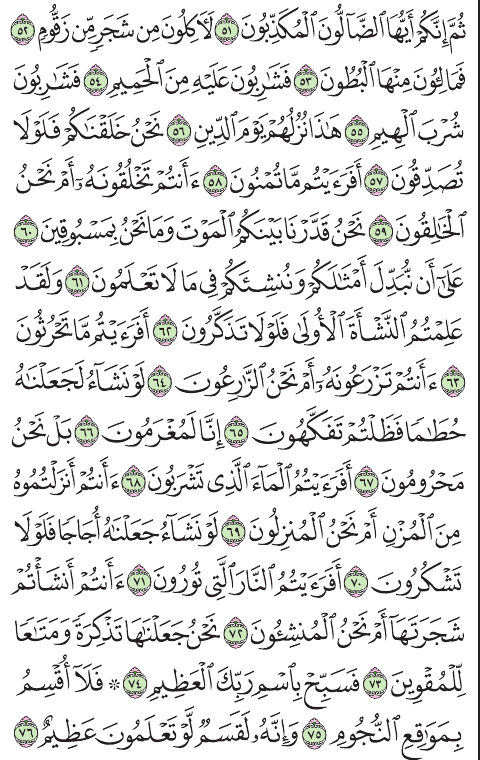 ثُمَّ إِنَّكُمْ أَيُّهَا ٱلضَّآلُّونَ ٱلْمُكَذِّبُونَ ٥١ لَأٓكِلُونَ مِن شَجَرٍ مِّن زَقُّومٍ ٥٢
فَمَالِـُٔونَ مِنْهَا ٱلْبُطُونَ ٥٣ فَشَٰرِبُونَ عَلَيْهِ مِنَ ٱلْحَمِيمِ ٥٤ فَشَٰرِبُونَ
شُرْبَ ٱلْهِيمِ ٥٥ هَٰذَا نُزُلُهُمْ يَوْمَ ٱلدِّينِ ٥٦ نَحْنُ خَلَقْنَٰكُمْ فَلَوْلَا
تُصَدِّقُونَ ٥٧ أَفَرَءَيْتُم مَّا تُمْنُونَ ٥٨ ءَأَنتُمْ تَخْلُقُونَهُۥٓ أَمْ نَحْنُ
ٱلْخَٰلِقُونَ ٥٩ نَحْنُ قَدَّرْنَا بَيْنَكُمُ ٱلْمَوْتَ وَمَا نَحْنُ بِمَسْبُوقِينَ ٦٠
عَلَىٰٓ أَن نُّبَدِّلَ أَمْثَٰلَكُمْ وَنُنشِئَكُمْ فِى مَا لَا تَعْلَمُونَ ٦١ وَلَقَدْ
عَلِمْتُمُ ٱلنَّشْأَةَ ٱلْأُولَىٰ فَلَوْلَا تَذَكَّرُونَ ٦٢ أَفَرَءَيْتُم مَّا تَحْرُثُونَ
٦٣ ءَأَنتُمْ تَزْرَعُونَهُۥٓ أَمْ نَحْنُ ٱلزَّٰرِعُونَ ٦٤ لَوْ نَشَآءُ لَجَعَلْنَٰهُ
حُطَٰمًا فَظَلْتُمْ تَفَكَّهُونَ ٦٥ إِنَّا لَمُغْرَمُونَ ٦٦ بَلْ نَحْنُ
مَحْرُومُونَ ٦٧ أَفَرَءَيْتُمُ ٱلْمَآءَ ٱلَّذِى تَشْرَبُونَ ٦٨ ءَأَنتُمْ أَنزَلْتُمُوهُ
مِنَ ٱلْمُزْنِ أَمْ نَحْنُ ٱلْمُنزِلُونَ ٦٩ لَوْ نَشَآءُ جَعَلْنَٰهُ أُجَاجًا فَلَوْلَا
تَشْكُرُونَ ٧٠ أَفَرَءَيْتُمُ ٱلنَّارَ ٱلَّتِى تُورُونَ ٧١ ءَأَنتُمْ أَنشَأْتُمْ
شَجَرَتَهَآ أَمْ نَحْنُ ٱلْمُنشِـُٔونَ ٧٢ نَحْنُ جَعَلْنَٰهَا تَذْكِرَةً وَمَتَٰعًا
لِّلْمُقْوِينَ ٧٣ فَسَبِّحْ بِٱسْمِ رَبِّكَ ٱلْعَظِيمِ ٧٤ ۞ فَلَآ أُقْسِمُ
بِمَوَٰقِعِ ٱلنُّجُومِ ٧٥ وَإِنَّهُۥ لَقَسَمٌ لَّوْ تَعْلَمُونَ عَظِيمٌ ٧٦